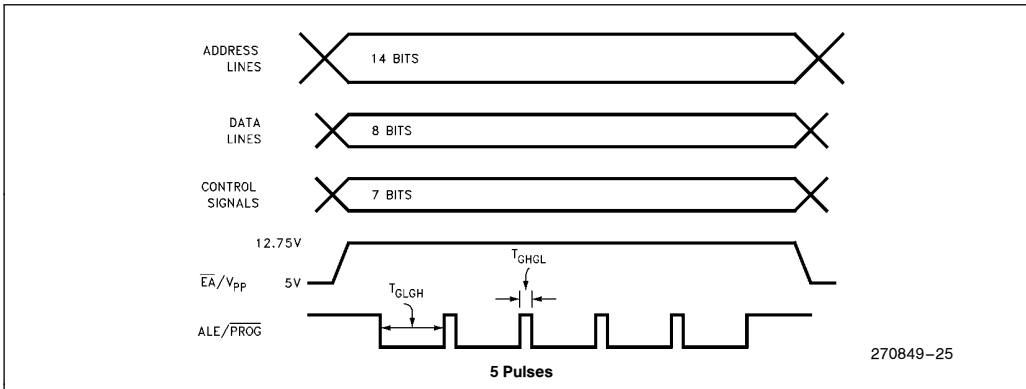 ADDRESS
LINES
14 BITS
DATA
LINES
8 BITS
CONTROL
SIGNALS
7 BITS
12.75V
EA/VPP
5V
TGHGL
TGLGH
ALE/PROG
5 Pulses
270849–25